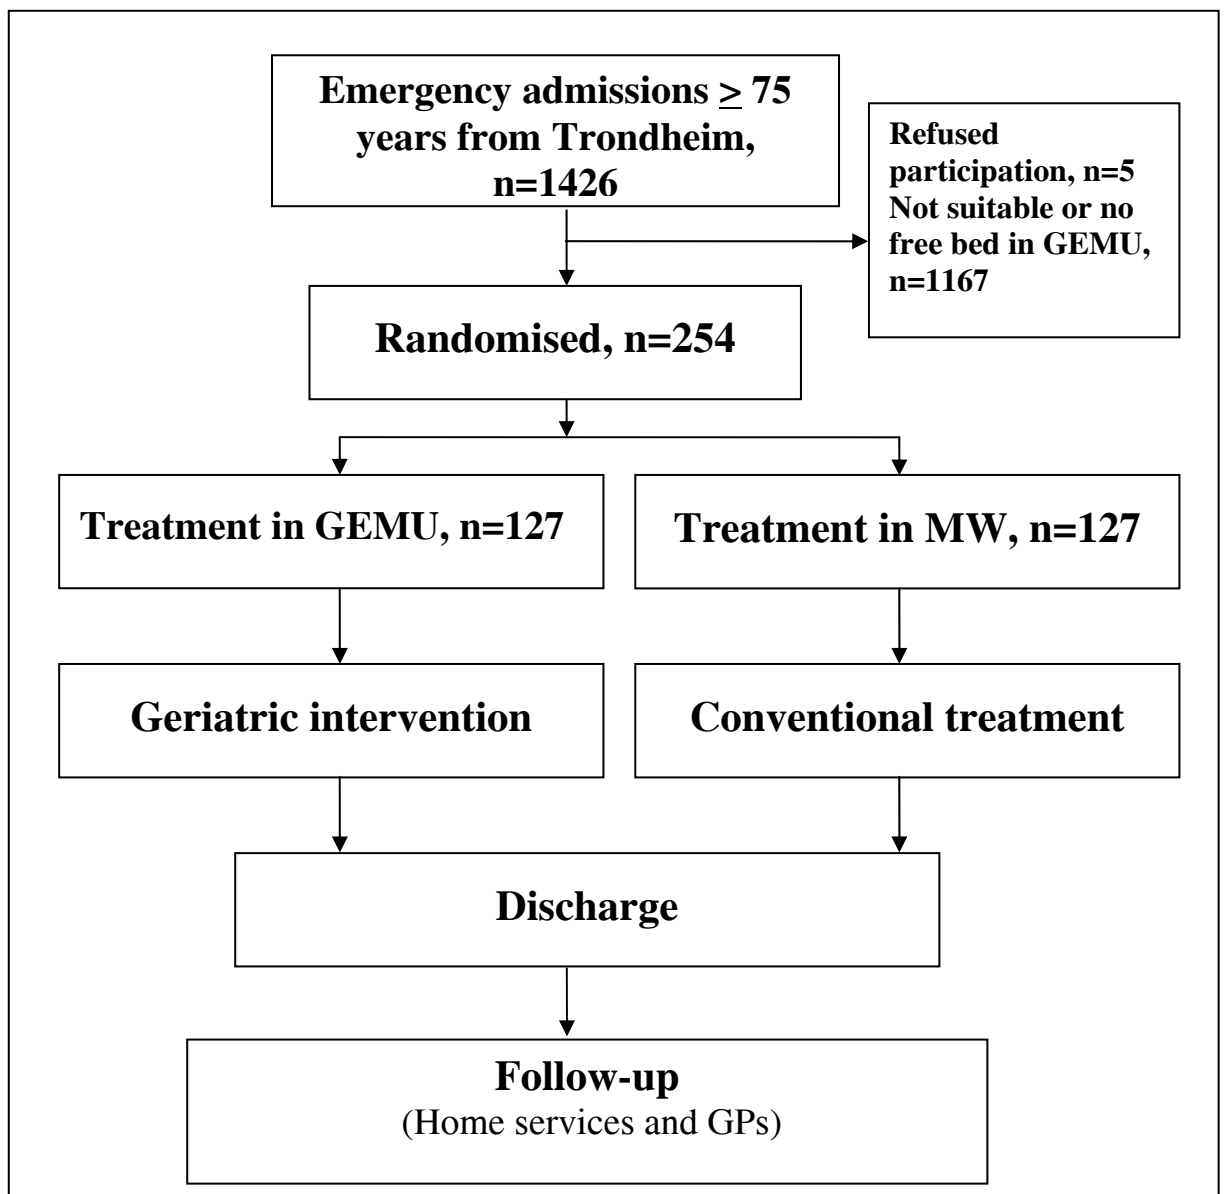 Emergency admissions ≥ 75
years from Trondheim,
n=1426
Refused
participation, n=5
Not suitable or no
free bed in GEMU,
n=1167
Randomised, n=254
Treatment in GEMU, n=127
Treatment in MW, n=127
Geriatric intervention
Conventional treatment
Discharge
Follow-up
(Home services and GPs)